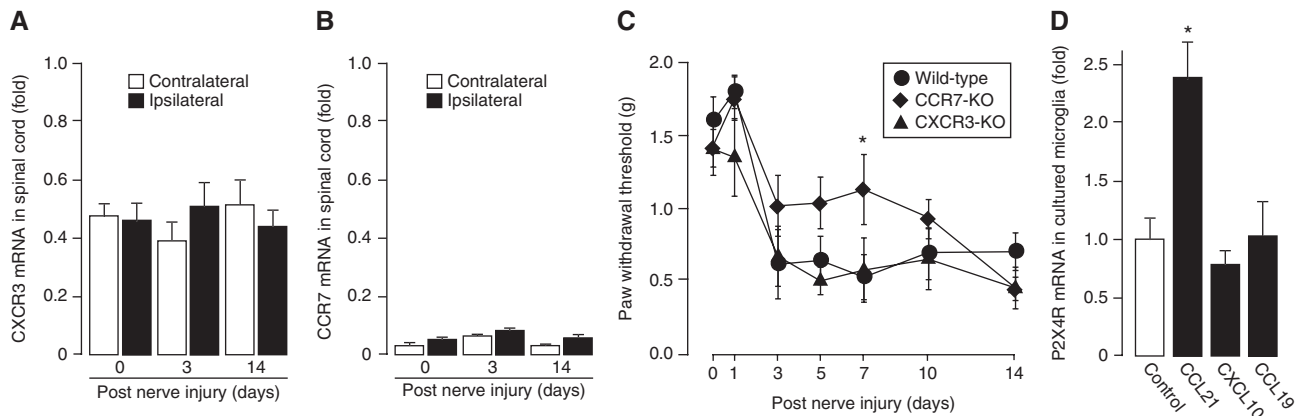 A
CXCR3 mRNA in spinal cord (fold)
1.0
0.8
0.6
0.4
0.2
0
Contralateral
Ipsilateral
0 3 14
Post nerve injury (days)
B
CCR7 mRNA in spinal cord (fold)
1.0
0.8
0.6
0.4
0.2
0
Contralateral
Ipsilateral
0 3 14
Post nerve injury (days)
C
Paw withdrawal threshold (g)
2.0
1.5
1.0
0.5
0.0
Wild-type
CCR7-KO
CXCR3-KO
*
0 1 3 5 7 10 14
Post nerve injury (days)
D
P2X4R mRNA in cultured microglia (fold)
2.5
2.0
1.5
1.0
0.5
0
*
Control
CCL21
CXCL10
CCL19